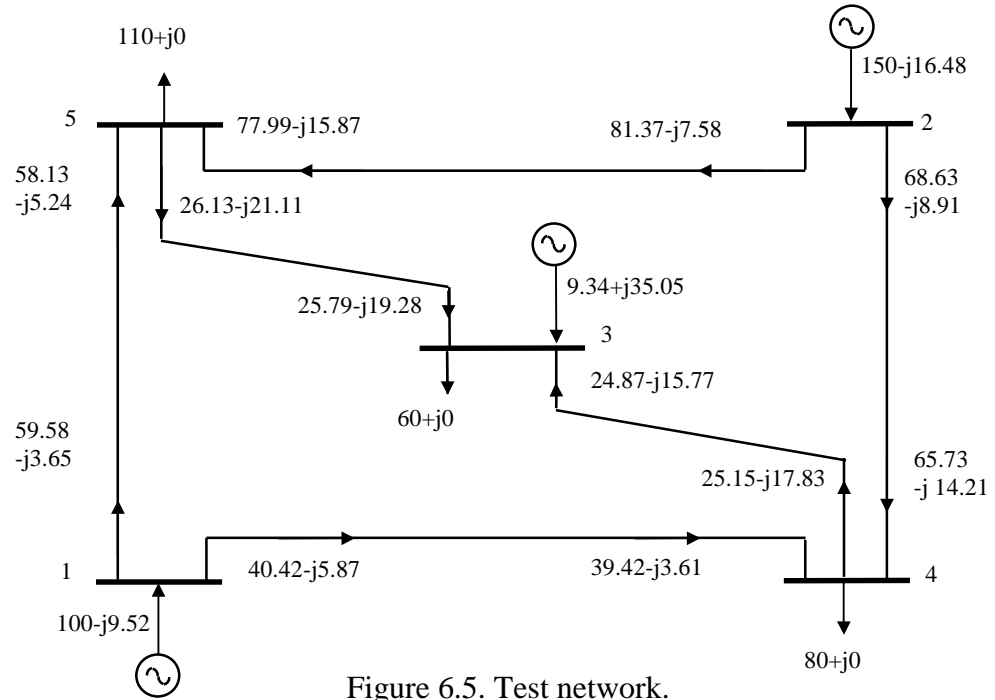 110+j0
150-j16.48
5
77.99-j15.87
81.37-j7.58
2
58.13
-j5.24
68.63
-j8.91
26.13-j21.11
9.34+j35.05
25.79-j19.28
3
24.87-j15.77
60+j0
59.58
-j3.65
65.73
-j 14.21
25.15-j17.83
1
40.42-j5.87
39.42-j3.61
4
100-j9.52
80+j0
Figure 6.5. Test network.